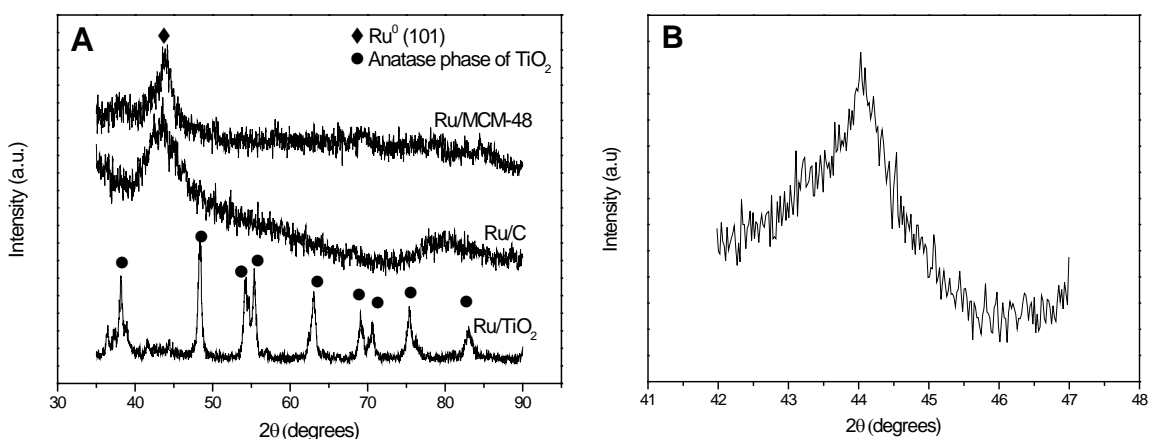 A
◆ Ru⁰ (101)
● Anatase phase of TiO₂
Ru/MCM-48
Ru/C
Ru/TiO₂
Intensity (a.u.)
30 40 50 60 70 80 90
2θ (degrees)
B
Intensity (a.u)
41 42 43 44 45 46 47 48
2θ (degrees)